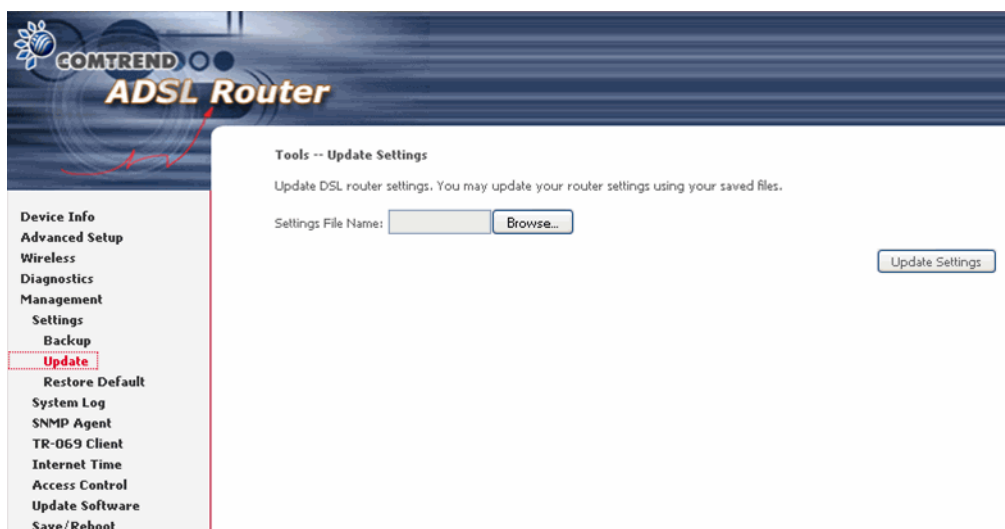 COMTREND
ADSL Router
Tools -- Update Settings
Update DSL router settings. You may update your router settings using your saved files.
Settings File Name: Browse...
Update Settings
Device Info
Advanced Setup
Wireless
Diagnostics
Management
Settings
Backup
Update
Restore Default
System Log
SNMP Agent
TR-069 Client
Internet Time
Access Control
Update Software
Save/Reboot